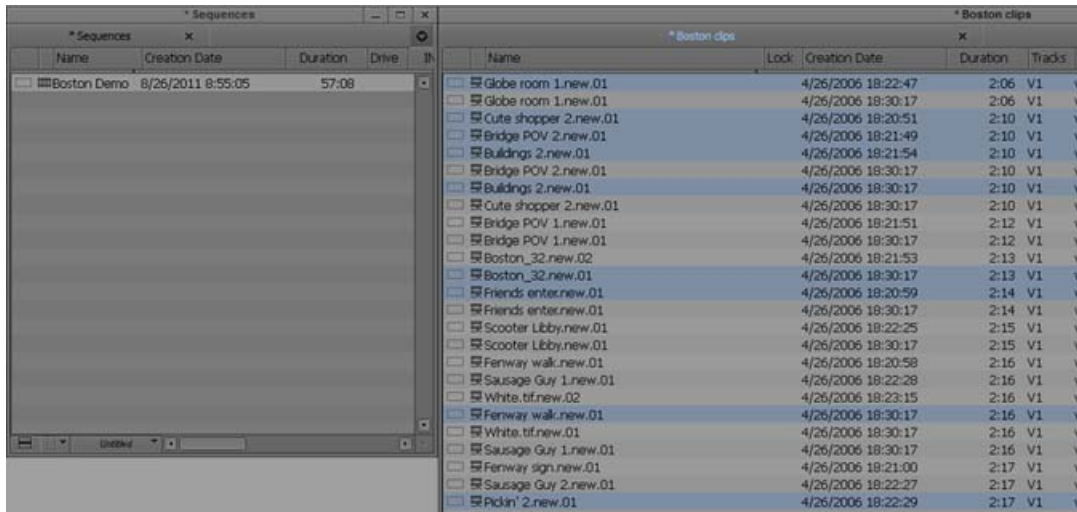 * Sequences
* Sequences
Name Creation Date Duration Drive IN
Boston Demo 8/26/2011 8:55:05 57:08
Untitled
* Boston clips
* Boston clips
Name Lock Creation Date Duration Tracks
Globe room 1.new.01 4/26/2006 18:22:47 2:06 V1
Globe room 1.new.01 4/26/2006 18:30:17 2:06 V1
Cute shopper 2.new.01 4/26/2006 18:20:51 2:10 V1
Bridge POV 2.new.01 4/26/2006 18:21:49 2:10 V1
Buildings 2.new.01 4/26/2006 18:21:54 2:10 V1
Bridge POV 2.new.01 4/26/2006 18:30:17 2:10 V1
Buildings 2.new.01 4/26/2006 18:30:17 2:10 V1
Cute shopper 2.new.01 4/26/2006 18:30:17 2:10 V1
Bridge POV 1.new.01 4/26/2006 18:21:51 2:12 V1
Bridge POV 1.new.01 4/26/2006 18:30:17 2:12 V1
Boston_32.new.02 4/26/2006 18:21:53 2:13 V1
Boston_32.new.01 4/26/2006 18:30:17 2:13 V1
Friends enter.new.01 4/26/2006 18:20:59 2:14 V1
Friends enter.new.01 4/26/2006 18:30:17 2:14 V1
Scooter Libby.new.01 4/26/2006 18:22:25 2:15 V1
Scooter Libby.new.01 4/26/2006 18:30:17 2:15 V1
Fenway walk.new.01 4/26/2006 18:20:58 2:16 V1
Sausage Guy 1.new.01 4/26/2006 18:22:28 2:16 V1
White.tif.new.02 4/26/2006 18:23:15 2:16 V1
Fenway walk.new.01 4/26/2006 18:30:17 2:16 V1
White.tif.new.01 4/26/2006 18:30:17 2:16 V1
Sausage Guy 1.new.01 4/26/2006 18:30:17 2:16 V1
Fenway sign.new.01 4/26/2006 18:21:00 2:17 V1
Sausage Guy 2.new.01 4/26/2006 18:22:27 2:17 V1
Pickin' 2.new.01 4/26/2006 18:22:29 2:17 V1